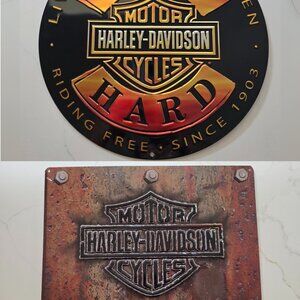 MOTOR
HARLEY-DAVIDSON
CYCLES
HARD
RIDING FREE • SINCE 1903
MOTOR
HARLEY-DAVIDSON
CYCLES